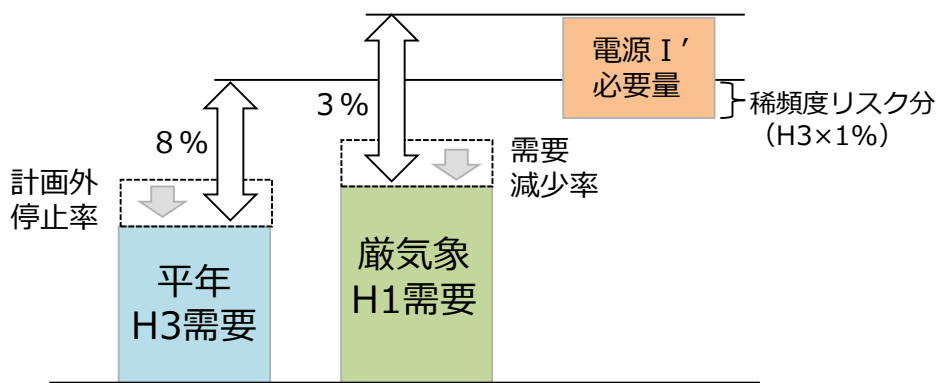 電源Ⅰ’
必要量
稀頻度リスク分
（H3×1%）
３％
８％
需要
減少率
計画外
停止率
平年
H3需要
厳気象
H1需要